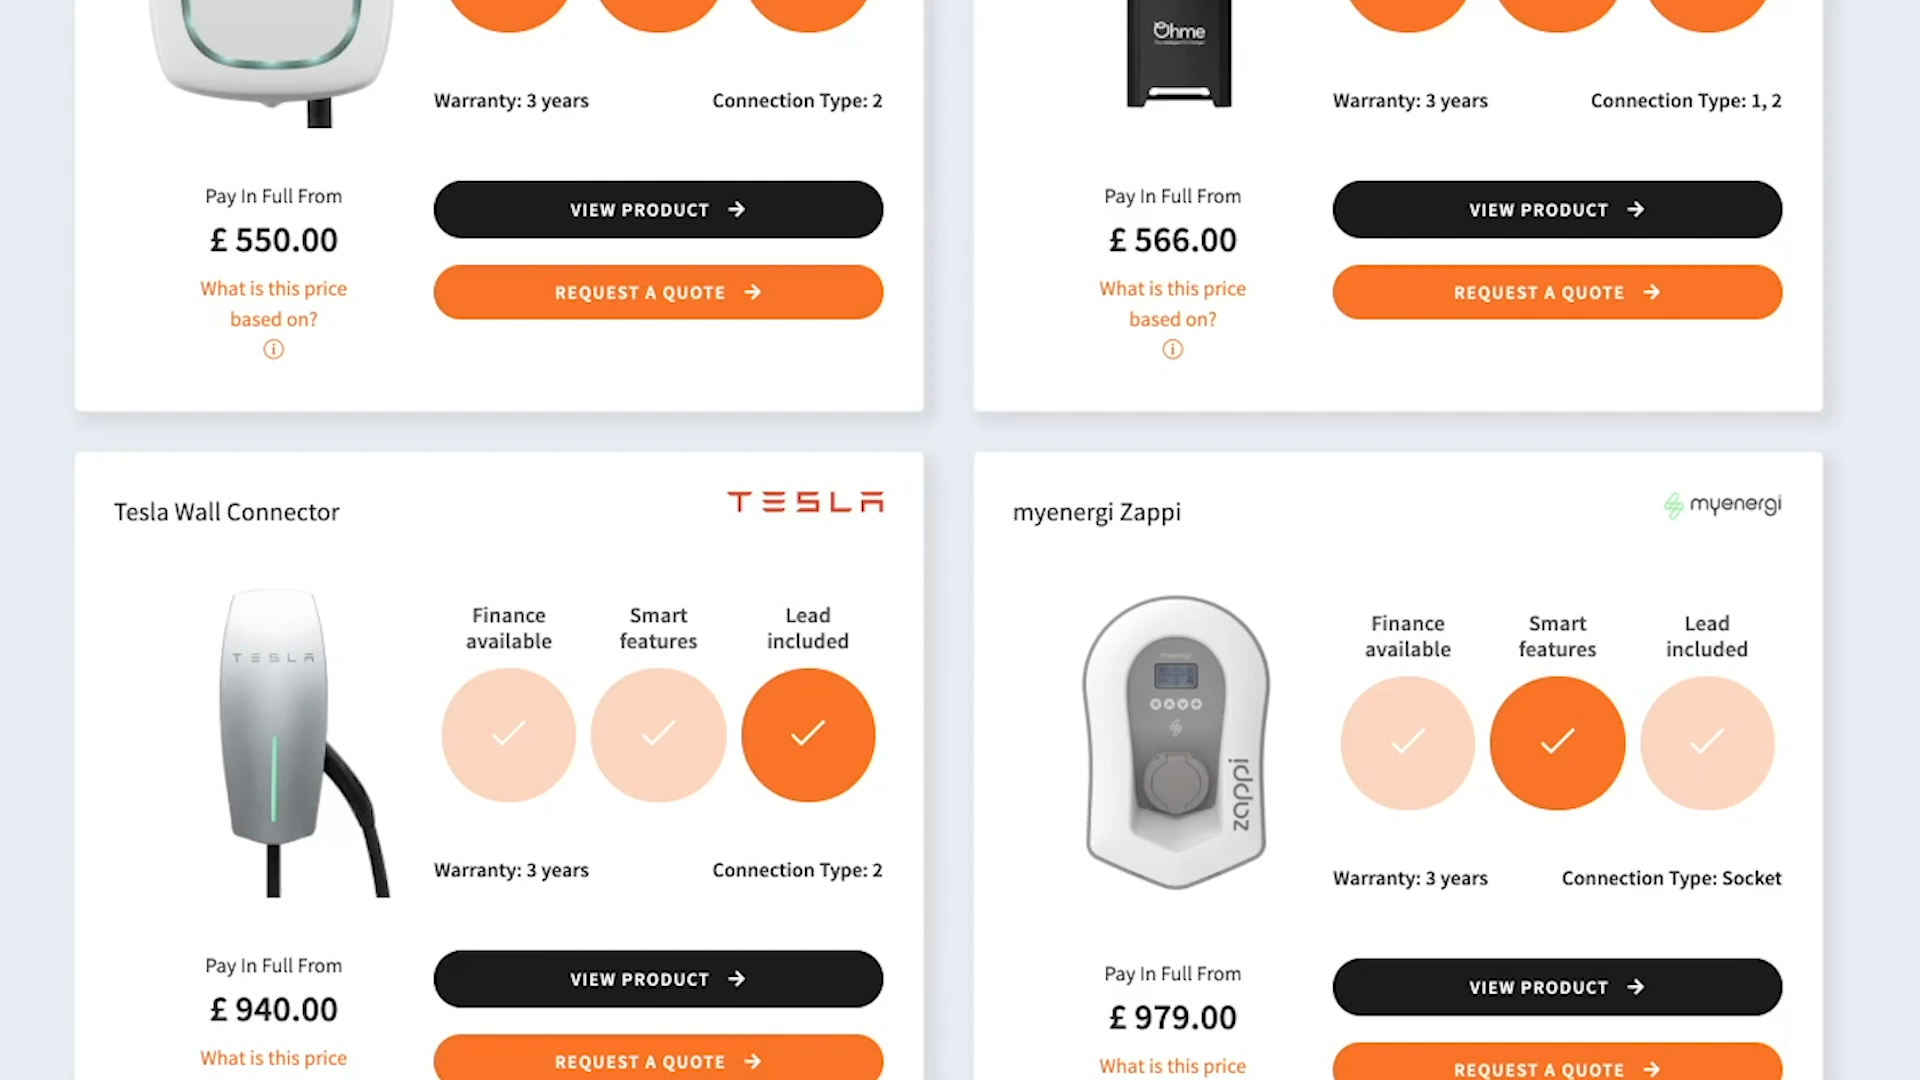 Ohme
Warranty: 3 years
Connection Type: 2
Warranty: 3 years
Connection Type: 1, 2
Pay In Full From
£ 550.00
What is this price
based on?
VIEW PRODUCT
REQUEST A QUOTE
Pay In Full From
£ 566.00
What is this price
based on?
VIEW PRODUCT
REQUEST A QUOTE
Tesla Wall Connector
TESLA
TESLA
Finance
available
Smart
features
Lead
included
Warranty: 3 years
Connection Type: 2
Pay In Full From
£ 940.00
What is this price
VIEW PRODUCT
REQUEST A QUOTE
myenergi Zappi
myenergi
zappi
Finance
available
Smart
features
Lead
included
Warranty: 3 years
Connection Type: Socket
Pay In Full From
£ 979.00
What is this price
VIEW PRODUCT
REQUEST A QUOTE